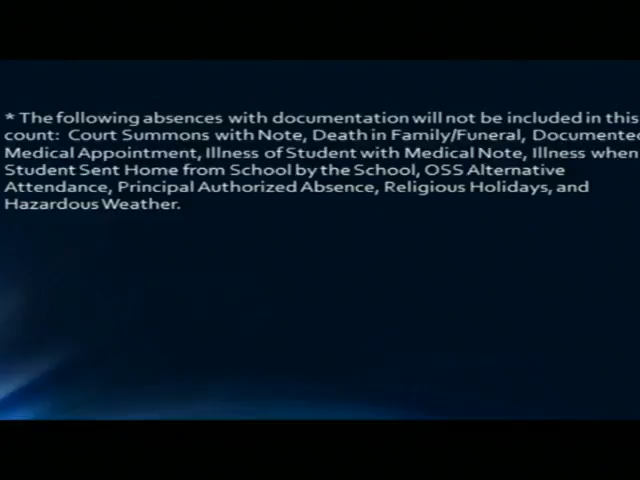 * The following absences with documentation will not be included in this
count: Court Summons with Note, Death in Family/Funeral, Documented
Medical Appointment, Illness of Student with Medical Note, Illness when
Student Sent Home from School by the School, OSS Alternative
Attendance, Principal Authorized Absence, Religious Holidays, and
Hazardous Weather.